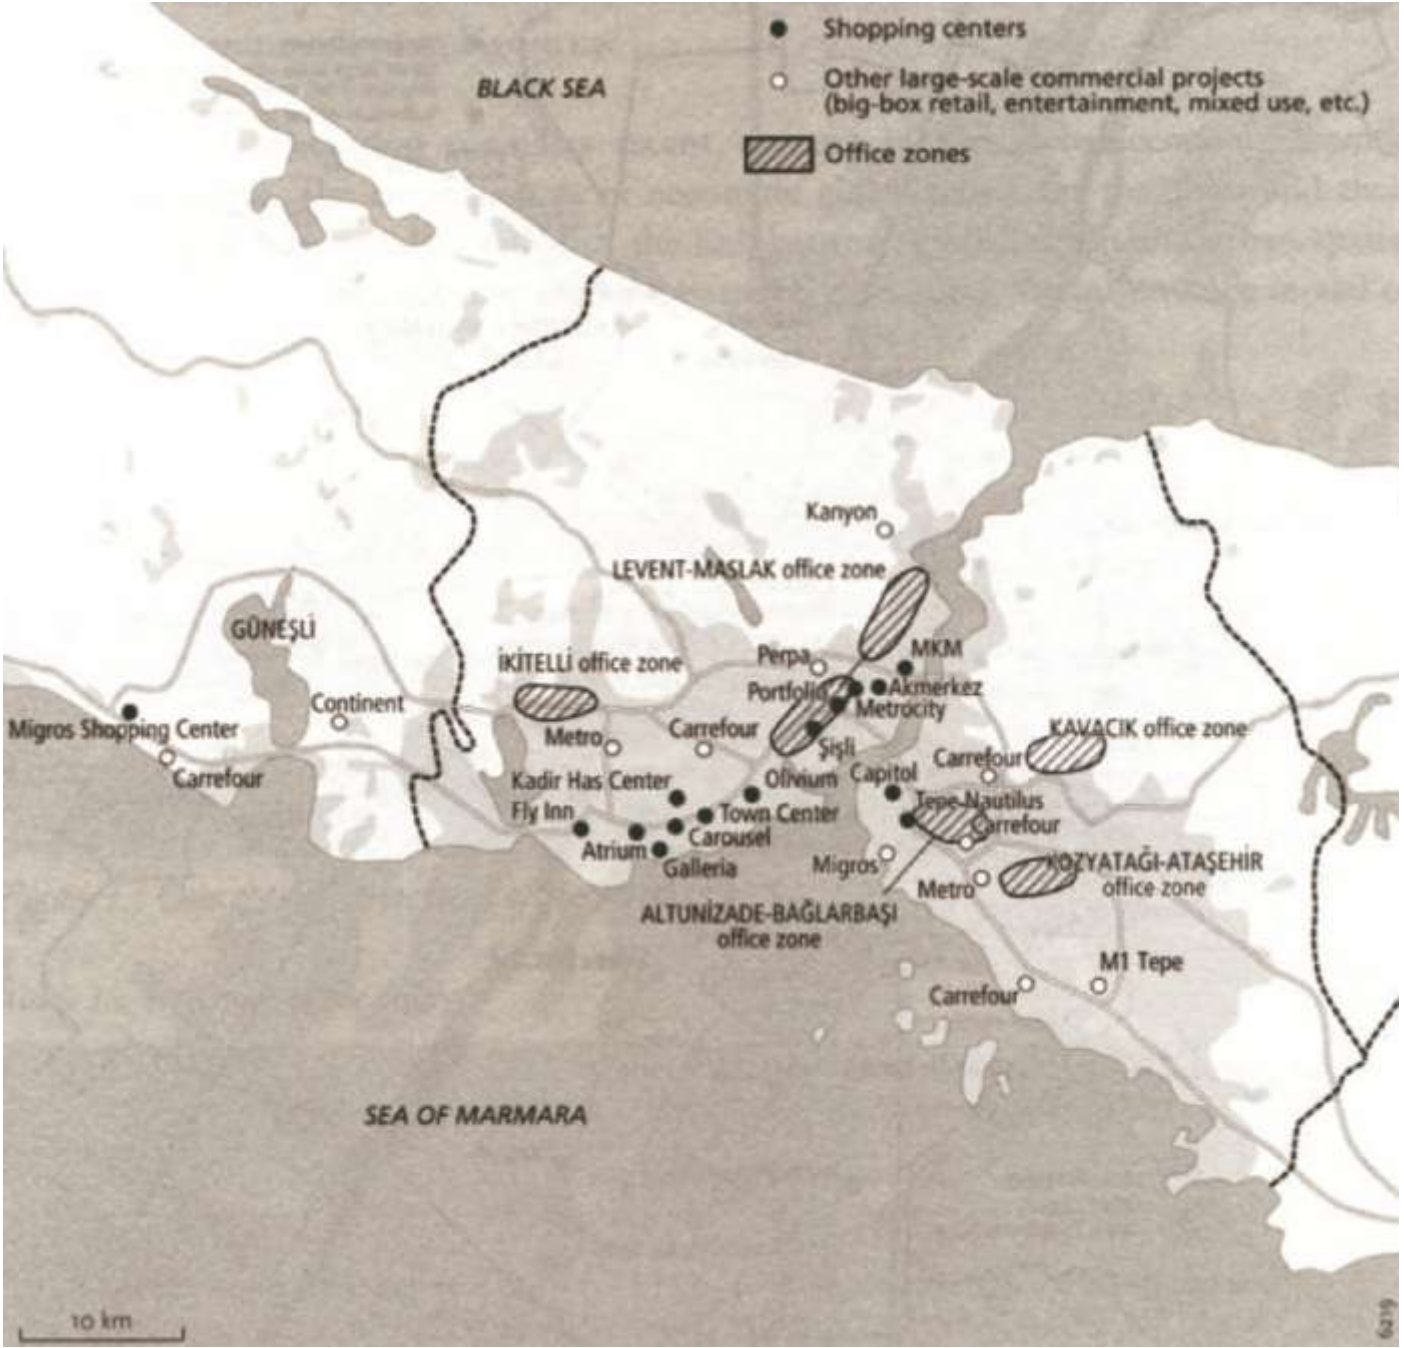 Shopping centers
BLACK SEA
Other large-scale commercial projects
(big-box retail, entertainment, mixed use, etc.)
Office zones
Kanyon
LEVENT-MASLAK office zone
GÜNEŞLİ
İKİTELLİ office zone
Perpa
MKM
Portfolio
Akmerkez
Continent
Metrocity
Migros Shopping Center
Metro
Carrefour
Şişli
KAVACIK office zone
Carrefour
Carrefour
Kadir Has Center
Olivium
Capitol
Fly Inn
Town Center
Tepe Nautilus
Carrefour
Atrium
Carousel
Galleria
Migros
Metro
KOZYATAĞI-ATAŞEHİR
office zone
ALTUNİZADE-BAĞLARBAŞI
office zone
M1 Tepe
Carrefour
SEA OF MARMARA
10 km
6219